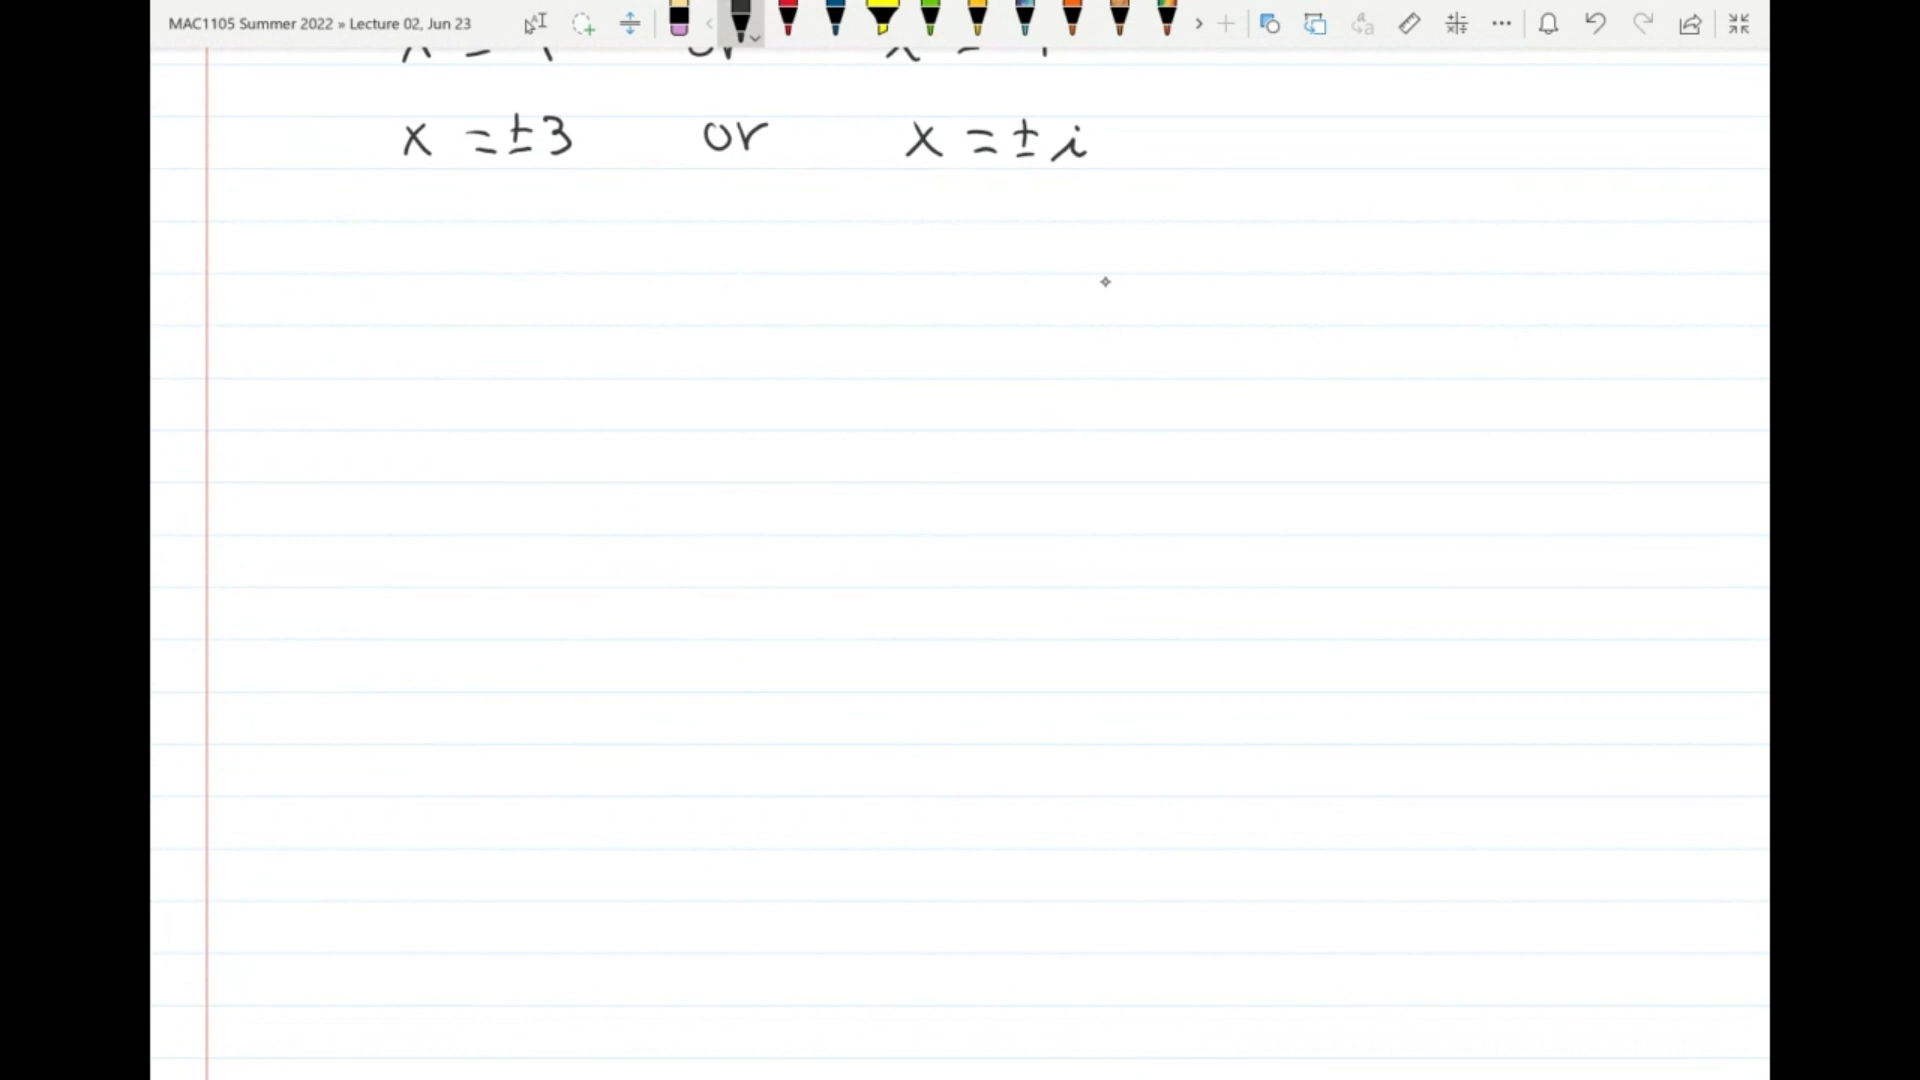 MAC1105 Summer 2022 » Lecture 02, Jun 23
x = ±3 or x = ±i